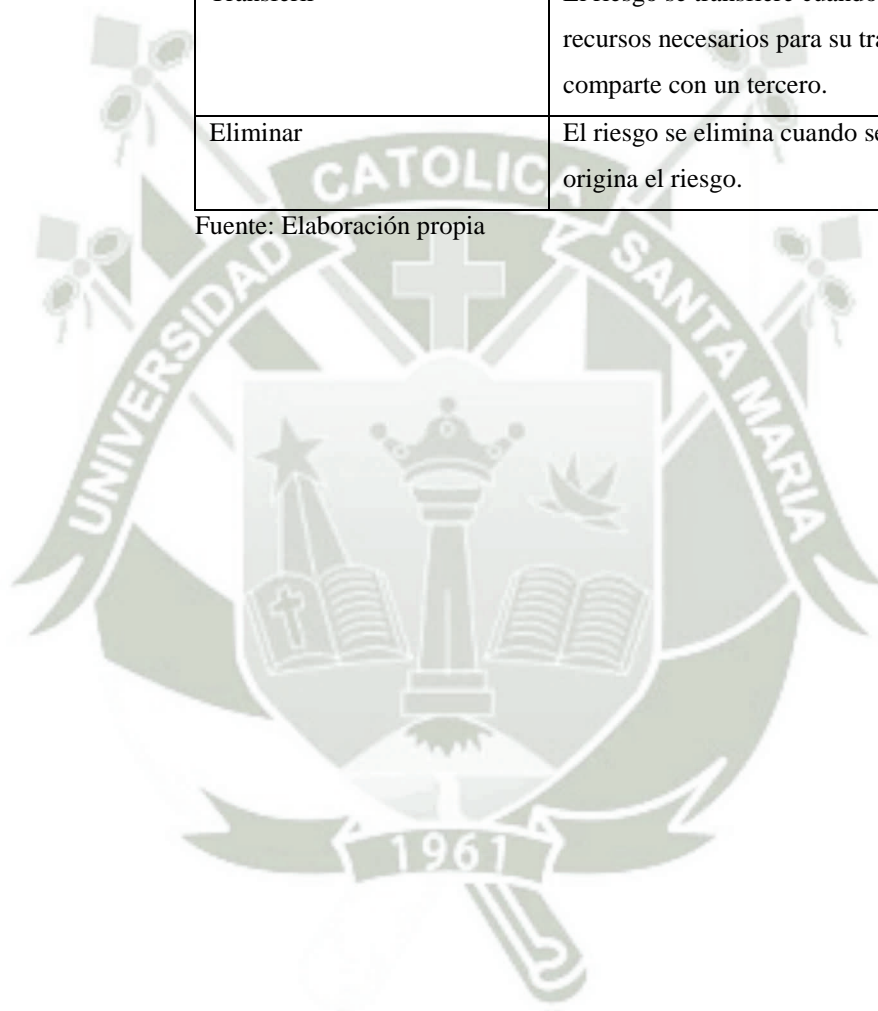 Transferir
El riesgo se transfiere cuando
recursos necesarios para su tra
comparte con un tercero.
Eliminar
El riesgo se elimina cuando se
origina el riesgo.
Fuente: Elaboración propia
UNIVERSIDAD CATOLICA SANTA MARIA
1961